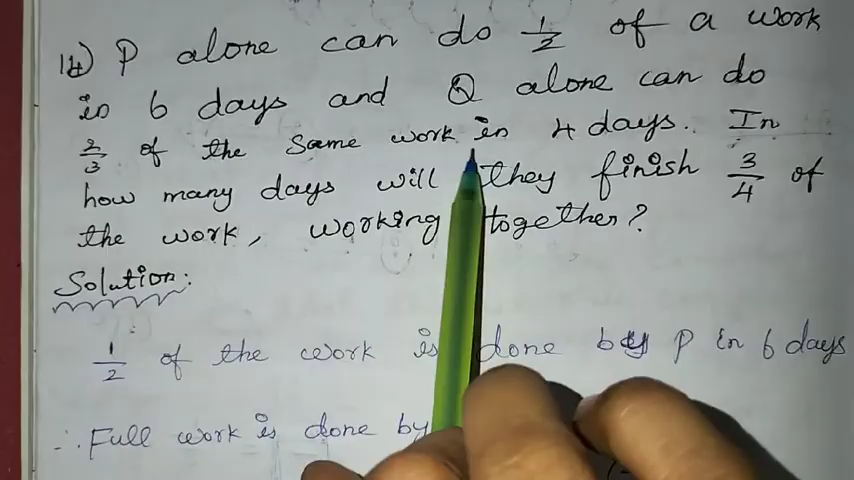 14) P alone can do 1/2 of a work
in 6 days and Q alone can do
2/3 of the same work in 4 days. In
how many days will they finish 3/4 of
the work, working together?
Solution:
1/2 of the work is done by P in 6 days
∴ Full work is done by